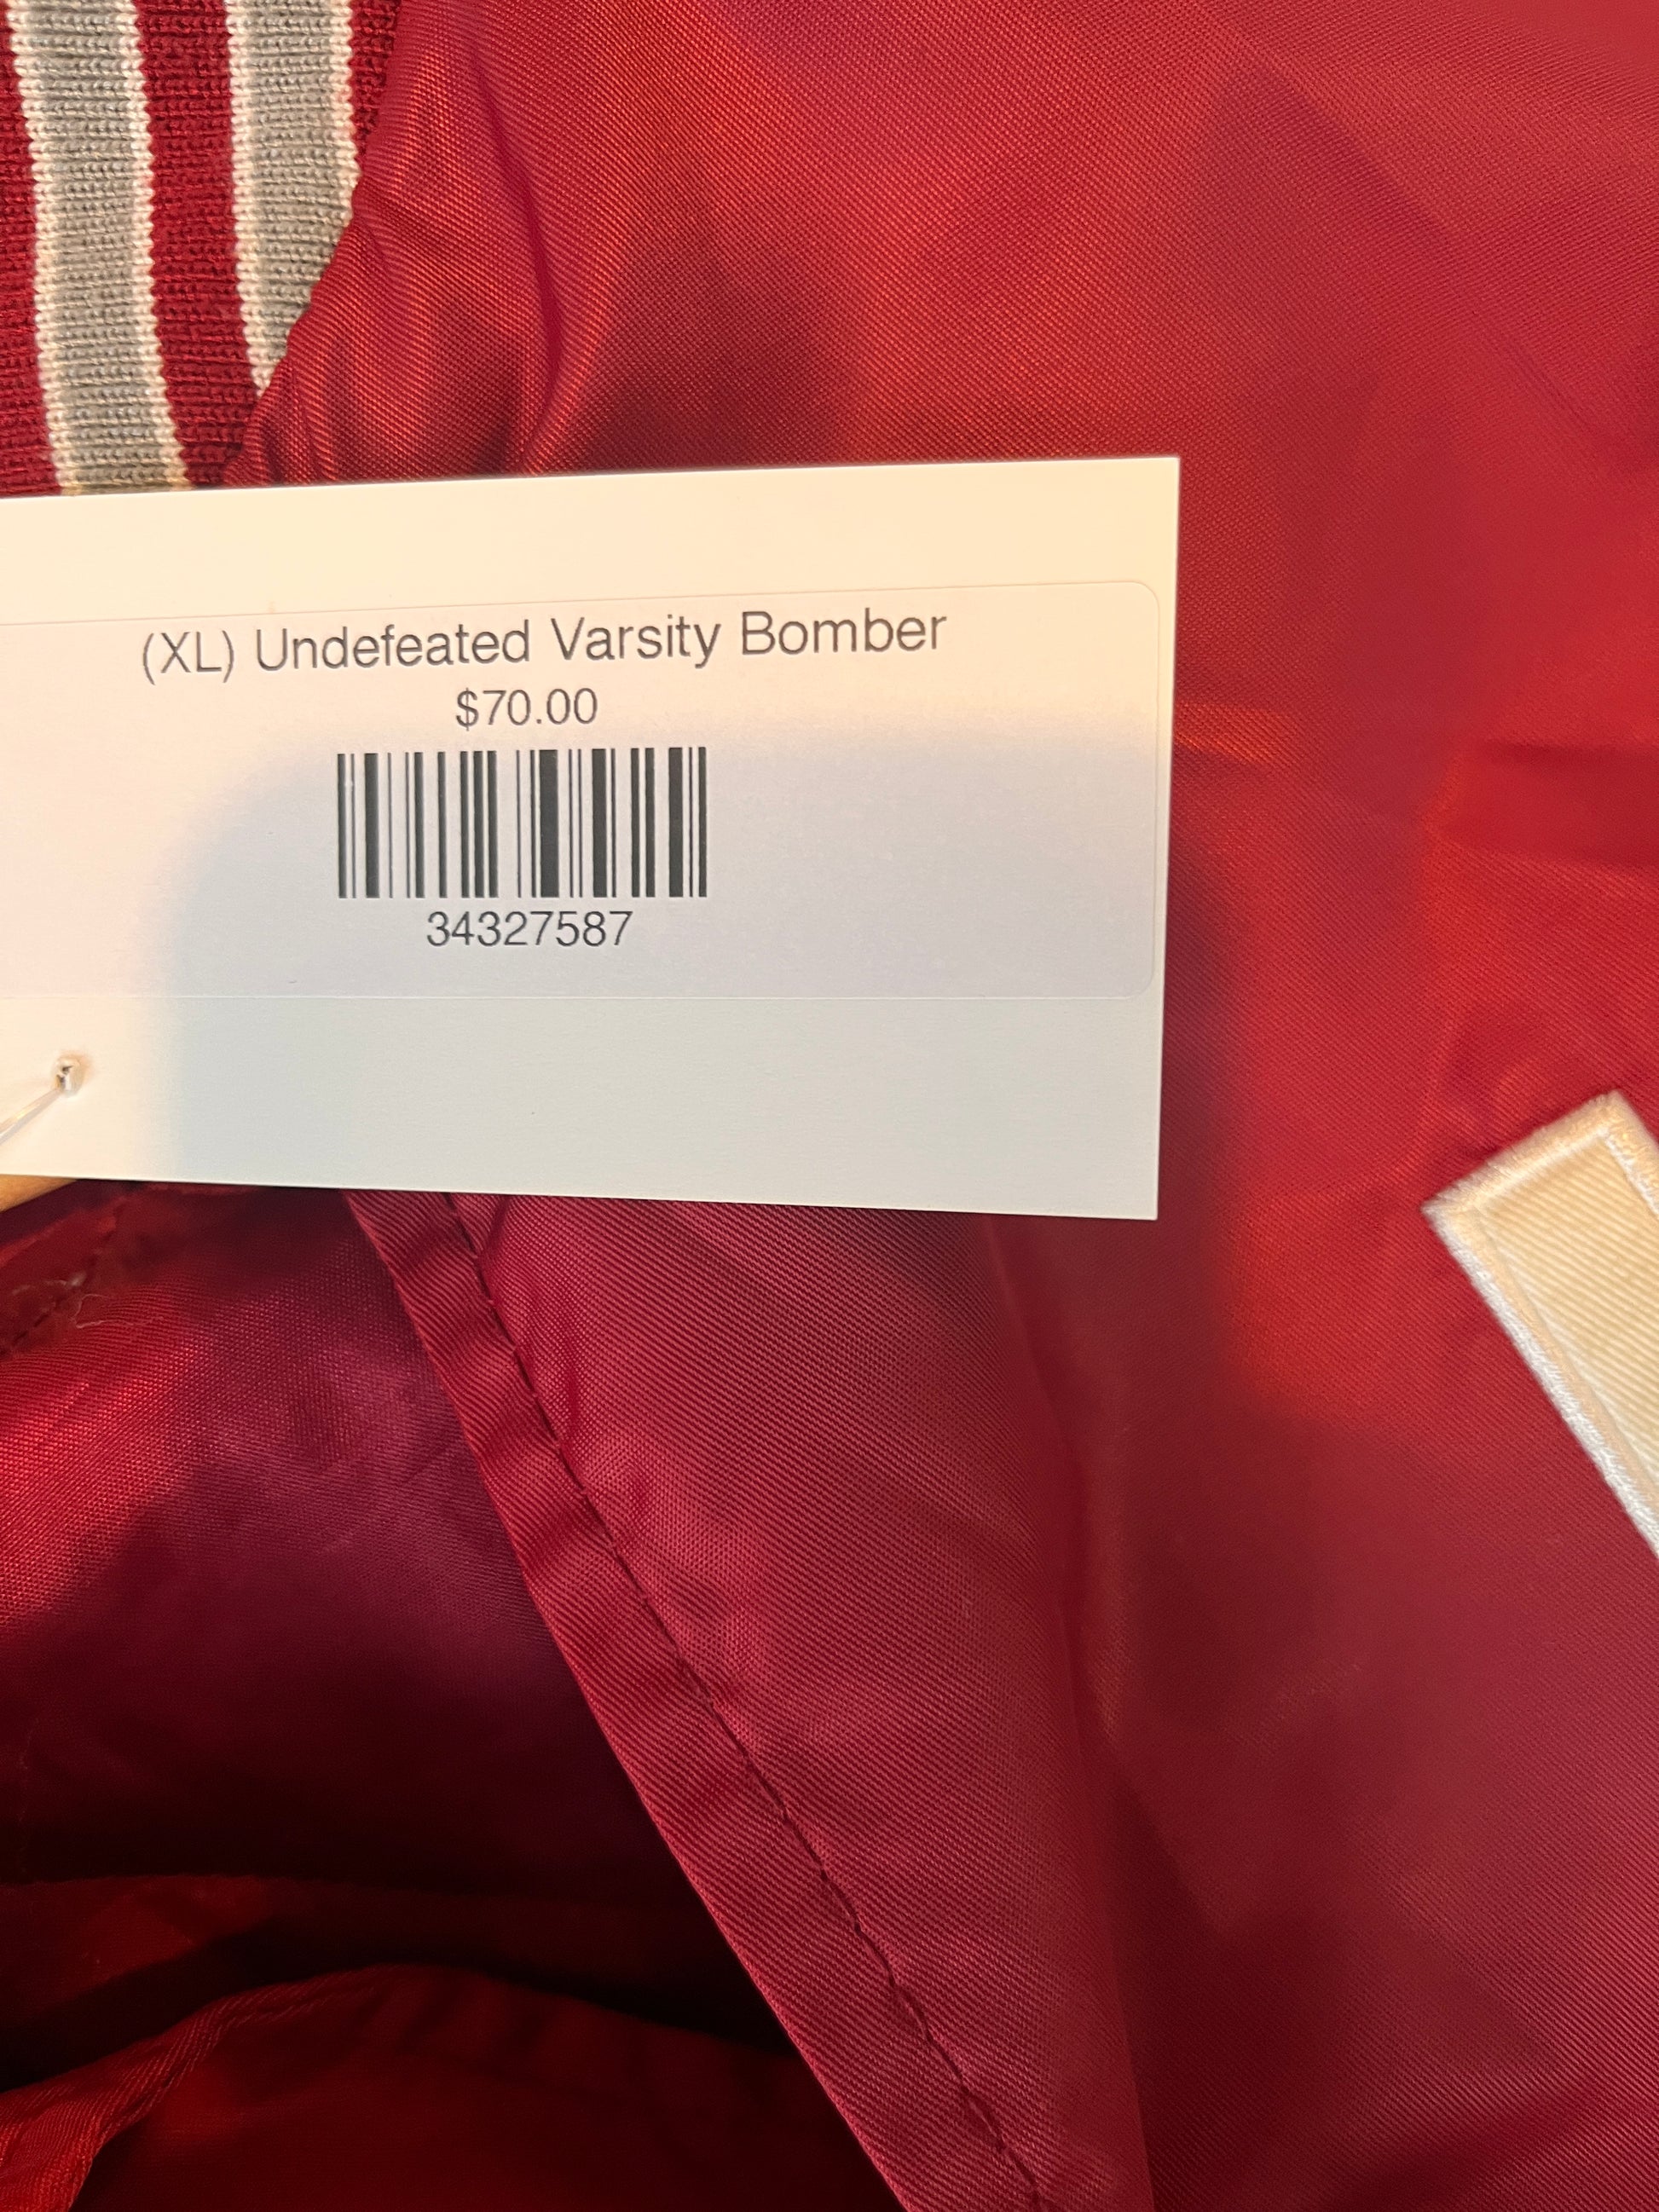 (XL) Undefeated Varsity Bomber
$70.00
34327587